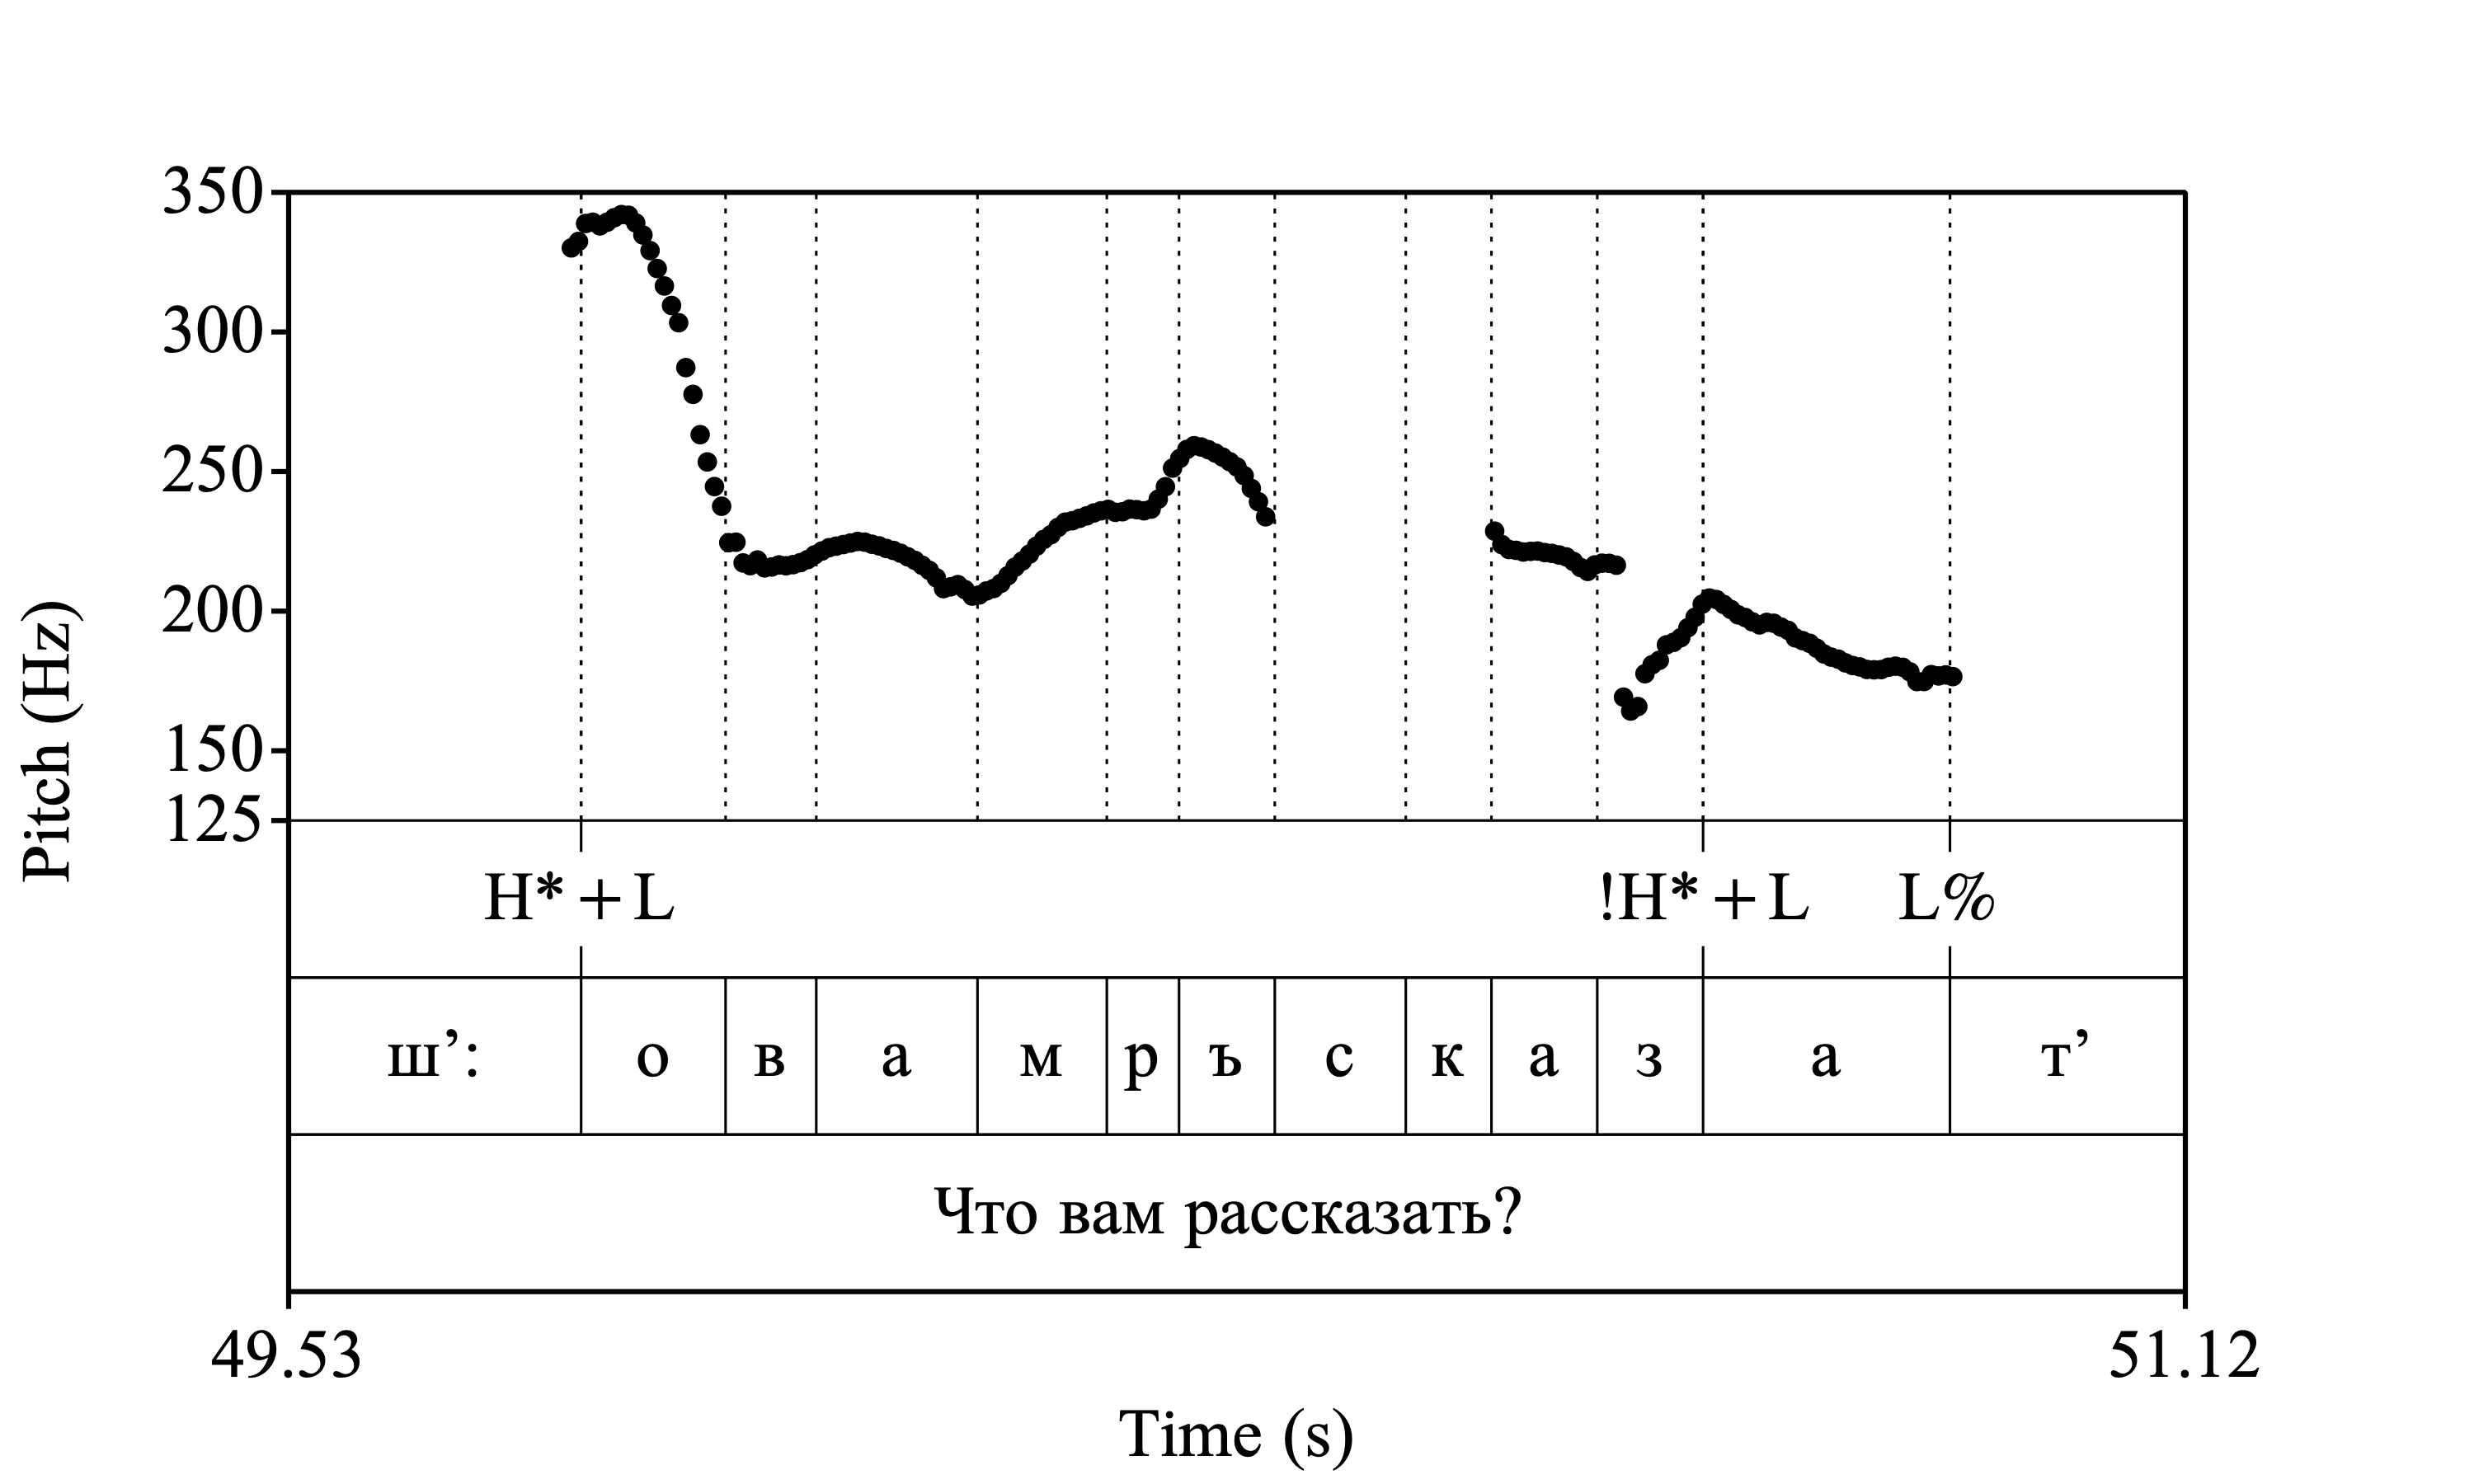 350
300
250
200
150
125
Pitch (Hz)
H*+L !H*+L L%
ш’: о в а м р ъ с к а з а т’
Что вам рассказать?
49.53 51.12
Time (s)